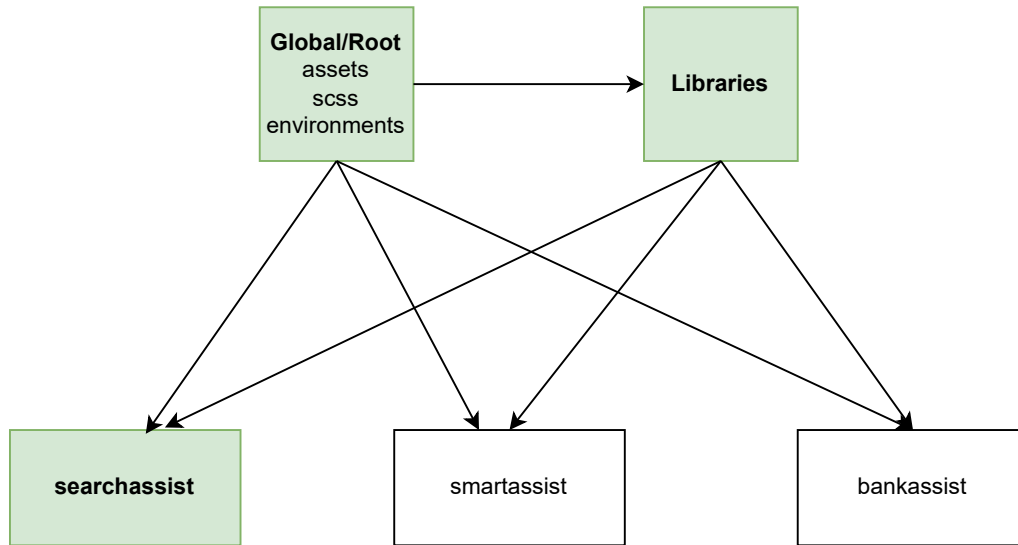 Global/Root
assets
scss
environments
Libraries
searchassist
smartassist
bankassist